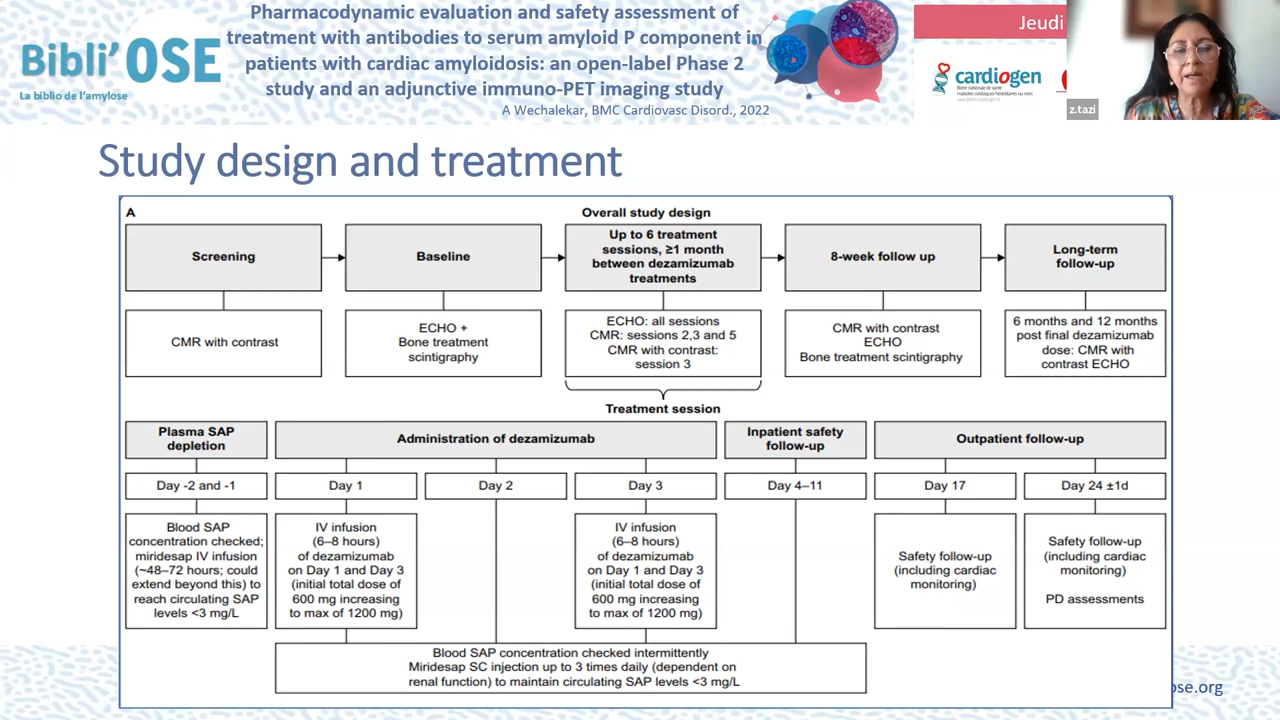 Pharmacodynamic evaluation and safety assessment of
treatment with antibodies to serum amyloid P component in
patients with cardiac amyloidosis: an open-label Phase 2
study and an adjunctive immuno-PET imaging study
A Wechalekar, BMC Cardiovasc Disord., 2022
Bibli'OSE
La biblio de l'amylose
Jeudi
cardiogen
filière nationale de santé
maladies cardiaques héréditaires ou rares
z.tazi
Study design and treatment
A
Overall study design
Screening
Baseline
Up to 6 treatment
sessions, ≥1 month
between dezamizumab
treatments
8-week follow up
Long-term
follow-up
CMR with contrast
ECHO +
Bone treatment
scintigraphy
ECHO: all sessions
CMR: sessions 2,3 and 5
CMR with contrast:
session 3
CMR with contrast
ECHO
Bone treatment scintigraphy
6 months and 12 months
post final dezamizumab
dose: CMR with
contrast ECHO
Treatment session
Plasma SAP
depletion
Administration of dezamizumab
Inpatient safety
follow-up
Outpatient follow-up
Day -2 and -1
Day 1
Day 2
Day 3
Day 4–11
Day 17
Day 24 ±1d
Blood SAP
concentration checked;
miridesap IV infusion
(~48–72 hours; could
extend beyond this) to
reach circulating SAP
levels <3 mg/L
IV infusion
(6–8 hours)
of dezamizumab
on Day 1 and Day 3
(initial total dose of
600 mg increasing
to max of 1200 mg)
IV infusion
(6–8 hours)
of dezamizumab
on Day 1 and Day 3
(initial total dose of
600 mg increasing
to max of 1200 mg)
Safety follow-up
(including cardiac
monitoring)
Safety follow-up
(including cardiac
monitoring)
PD assessments
Blood SAP concentration checked intermittently
Miridesap SC injection up to 3 times daily (dependent on
renal function) to maintain circulating SAP levels <3 mg/L
ose.org